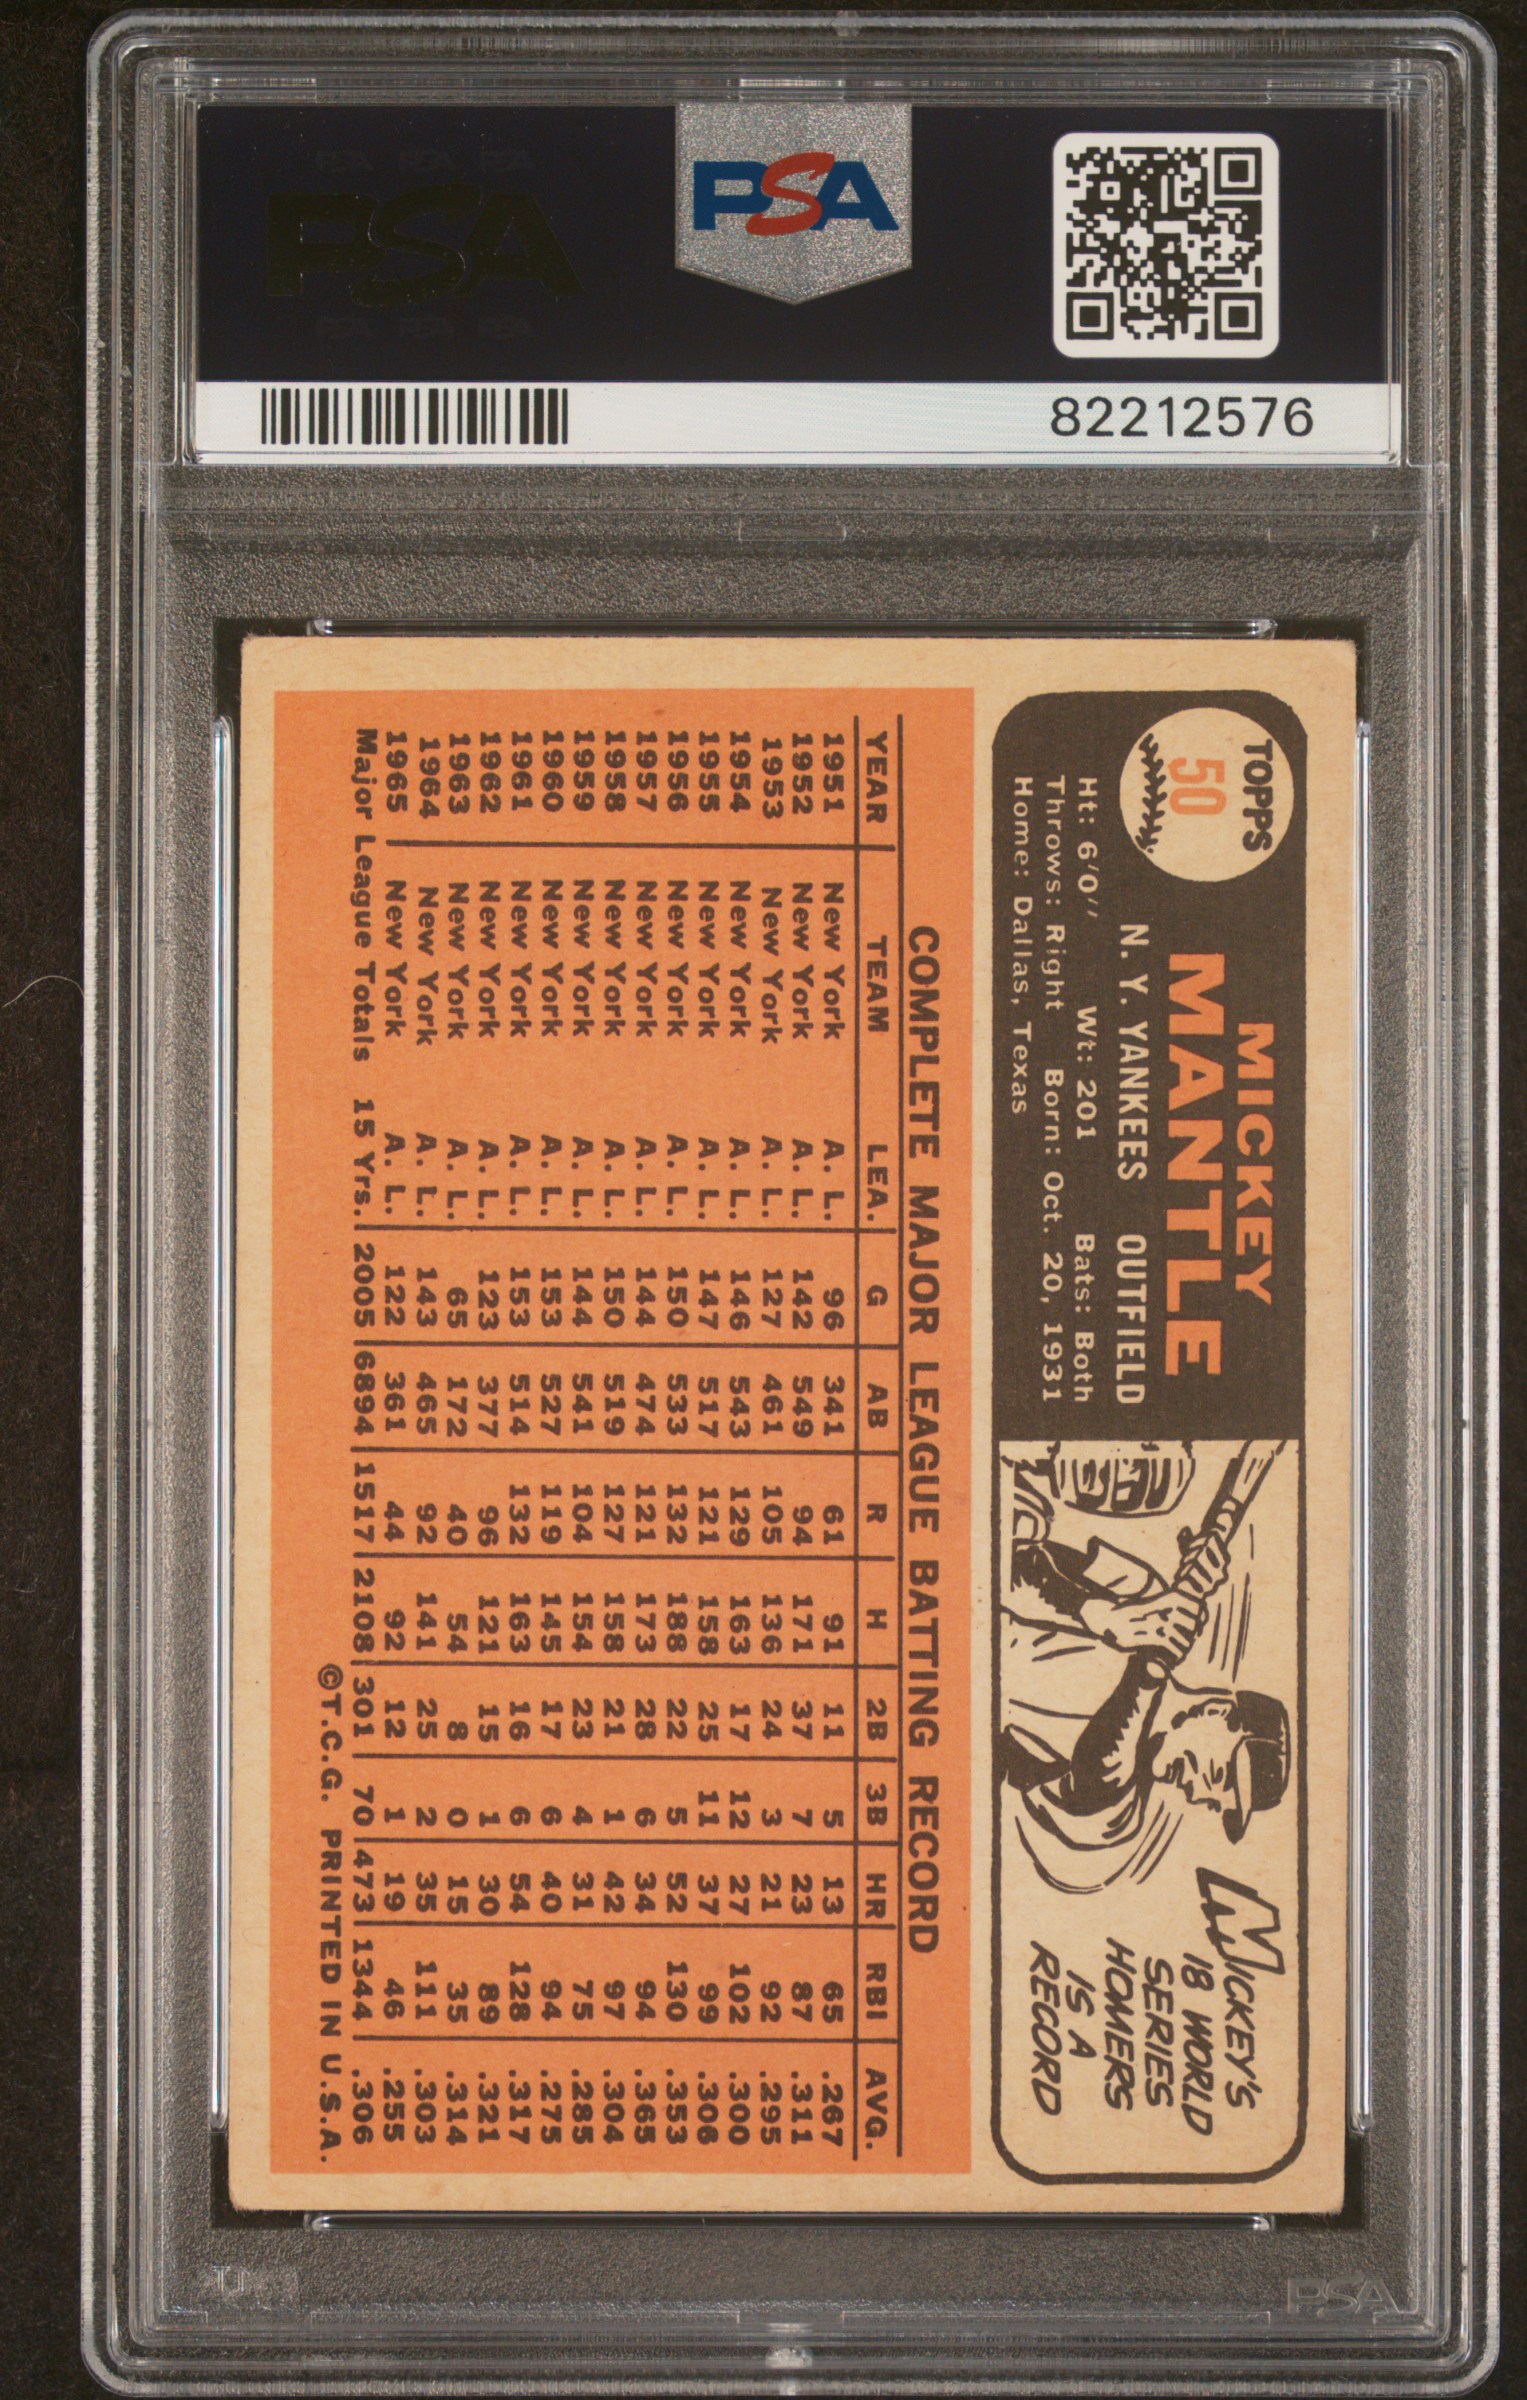 PSA PSA PSA
PSA
PSA PSA PSA
PSA
82212576
TOPPS
50
MICKEY
MANTLE
N. Y. YANKEES OUTFIELD
Ht: 6'0'' Wt: 201 Bats: Both
Throws: Right Born: Oct. 20, 1931
Home: Dallas, Texas
MICKEY'S
18 WORLD
SERIES
HOMERS
IS A
RECORD
COMPLETE MAJOR LEAGUE BATTING RECORD
YEAR TEAM LEA. G AB R H 2B 3B HR RBI AVG.
1951 New York A. L. 96 341 61 91 11 5 13 65 .267
1952 New York A. L. 142 549 94 171 37 7 23 87 .311
1953 New York A. L. 127 461 105 136 24 3 21 92 .295
1954 New York A. L. 146 543 129 163 17 12 27 102 .300
1955 New York A. L. 147 517 121 158 25 11 37 99 .306
1956 New York A. L. 150 533 132 188 22 5 52 130 .353
1957 New York A. L. 144 474 121 173 28 6 34 94 .365
1958 New York A. L. 150 519 127 158 21 1 42 97 .304
1959 New York A. L. 144 541 104 154 23 4 31 75 .285
1960 New York A. L. 153 527 119 145 17 6 40 94 .275
1961 New York A. L. 153 514 132 163 16 6 54 128 .317
1962 New York A. L. 123 377 96 121 15 1 30 89 .321
1963 New York A. L. 65 172 40 54 8 0 15 35 .314
1964 New York A. L. 143 465 92 141 25 2 35 111 .303
1965 New York A. L. 122 361 44 92 12 1 19 46 .255
Major League Totals 15 Yrs. 2005 6894 1517 2108 301 70 473 1344 .306
©T.C.G. PRINTED IN U.S.A.
PSA